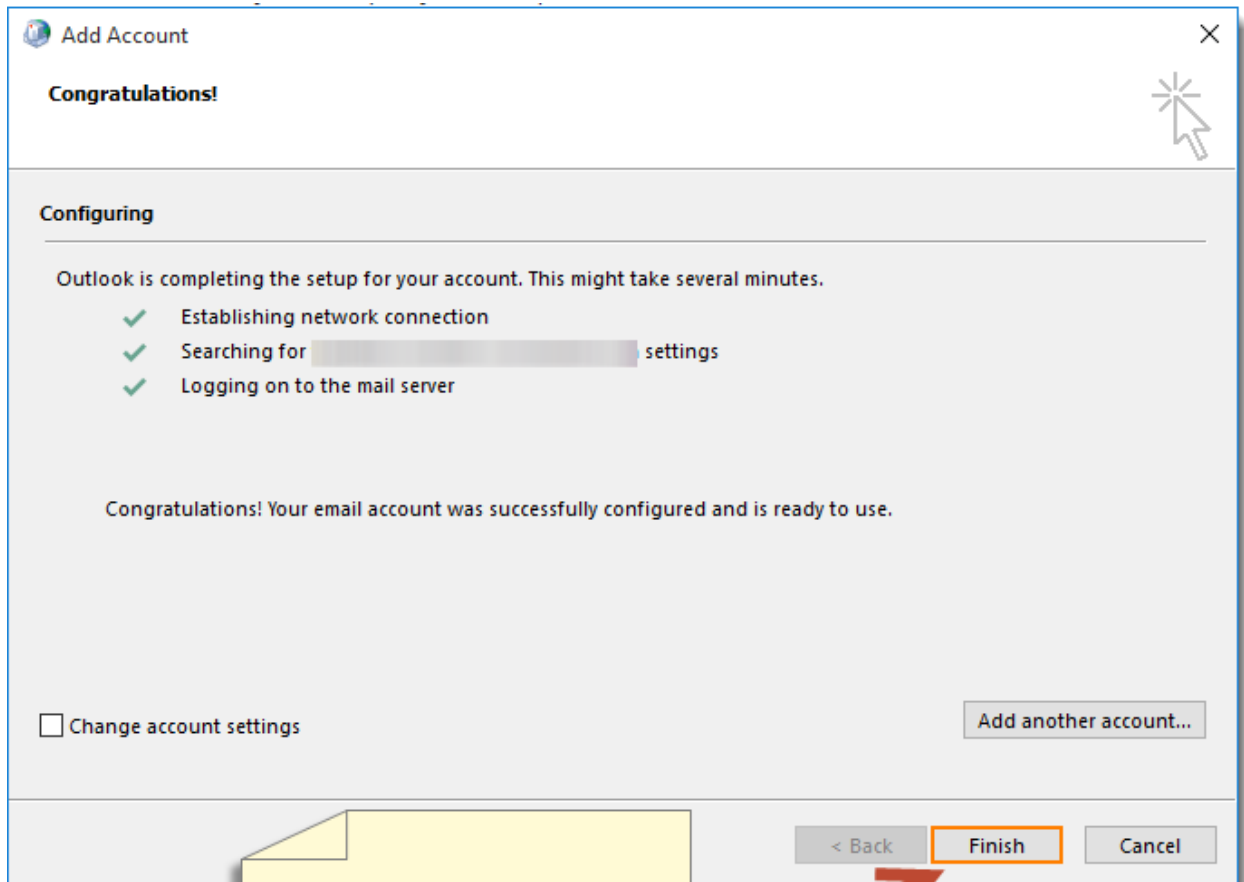 Add Account
Congratulations!
Configuring
Outlook is completing the setup for your account. This might take several minutes.
Establishing network connection
Searching for settings
Logging on to the mail server
Congratulations! Your email account was successfully configured and is ready to use.
Change account settings
Add another account...
< Back
Finish
Cancel